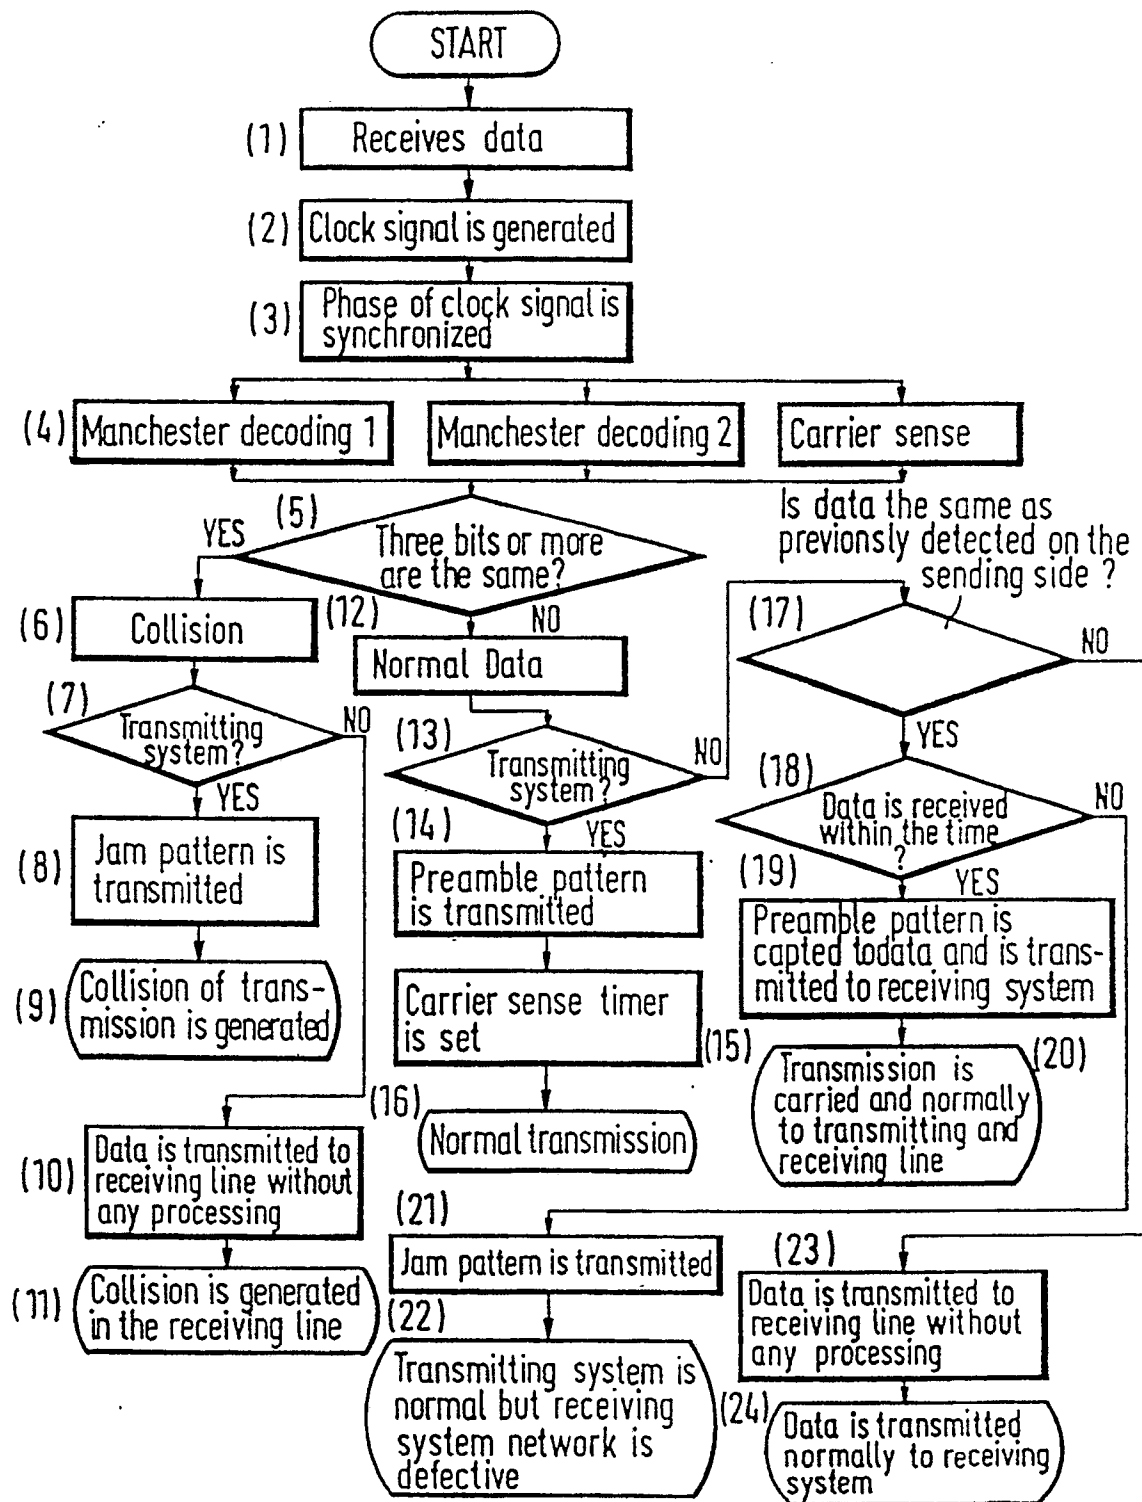 START
(1)
Receives data
(2)
Clock signal is generated
(3)
Phase of clock signal is
synchronized
(4)
Manchester decoding 1
Manchester decoding 2
Carrier sense
(5)
YES
Three bits or more
are the same?
NO
Is data the same as
previonsly detected on the
sending side ?
(6)
Collision
(12)
Normal Data
(17)
NO
YES
(7)
Transmitting
system?
NO
YES
(13)
Transmitting
system?
NO
YES
(18)
Data is received
within the time
?
NO
YES
(8)
Jam pattern is
transmitted
(14)
Preamble pattern
is transmitted
(19)
Preamble pattern is
capted todata and is trans-
mitted to receiving system
(9)
Collision of trans-
mission is generated
Carrier sense timer
is set
(15)
(20)
Transmission is
carried and normally
to transmitting and
receiving line
(16)
Normal transmission
(10)
Data is transmitted to
receiving line without
any processing
(11)
Collision is generated
in the receiving line
(21)
Jam pattern is transmitted
(22)
Transmitting system is
normal but receiving
system network is
defective
(23)
Data is transmitted to
receiving line without
any processing
(24)
Data is transmitted
normally to receiving
system